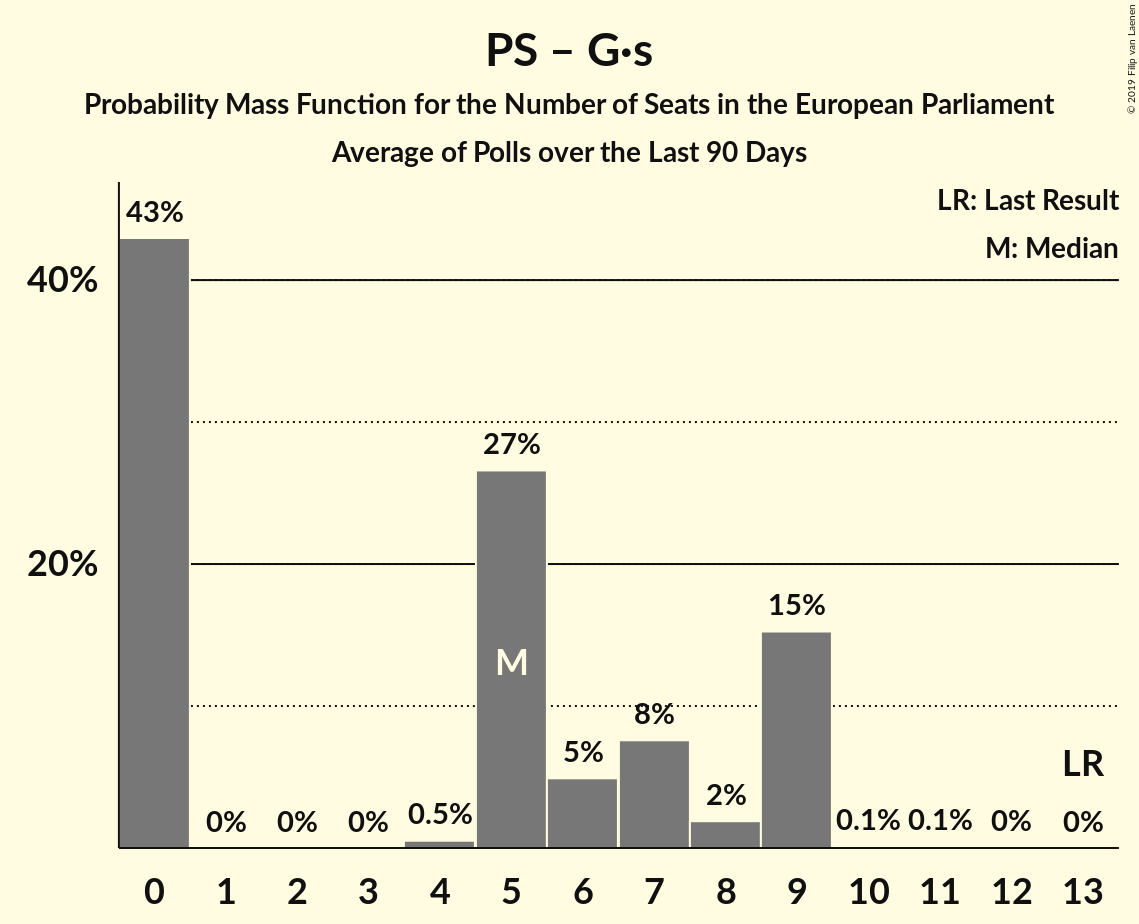 PS – G·s
Probability Mass Function for the Number of Seats in the European Parliament
Average of Polls over the Last 90 Days
© 2019 Filip van Laenen
LR: Last Result
M: Median
43%
40%
27%
20%
15%
M
8%
5%
LR
2%
0% 0% 0% 0.5% 0.1% 0.1% 0% 0%
0 1 2 3 4 5 6 7 8 9 10 11 12 13